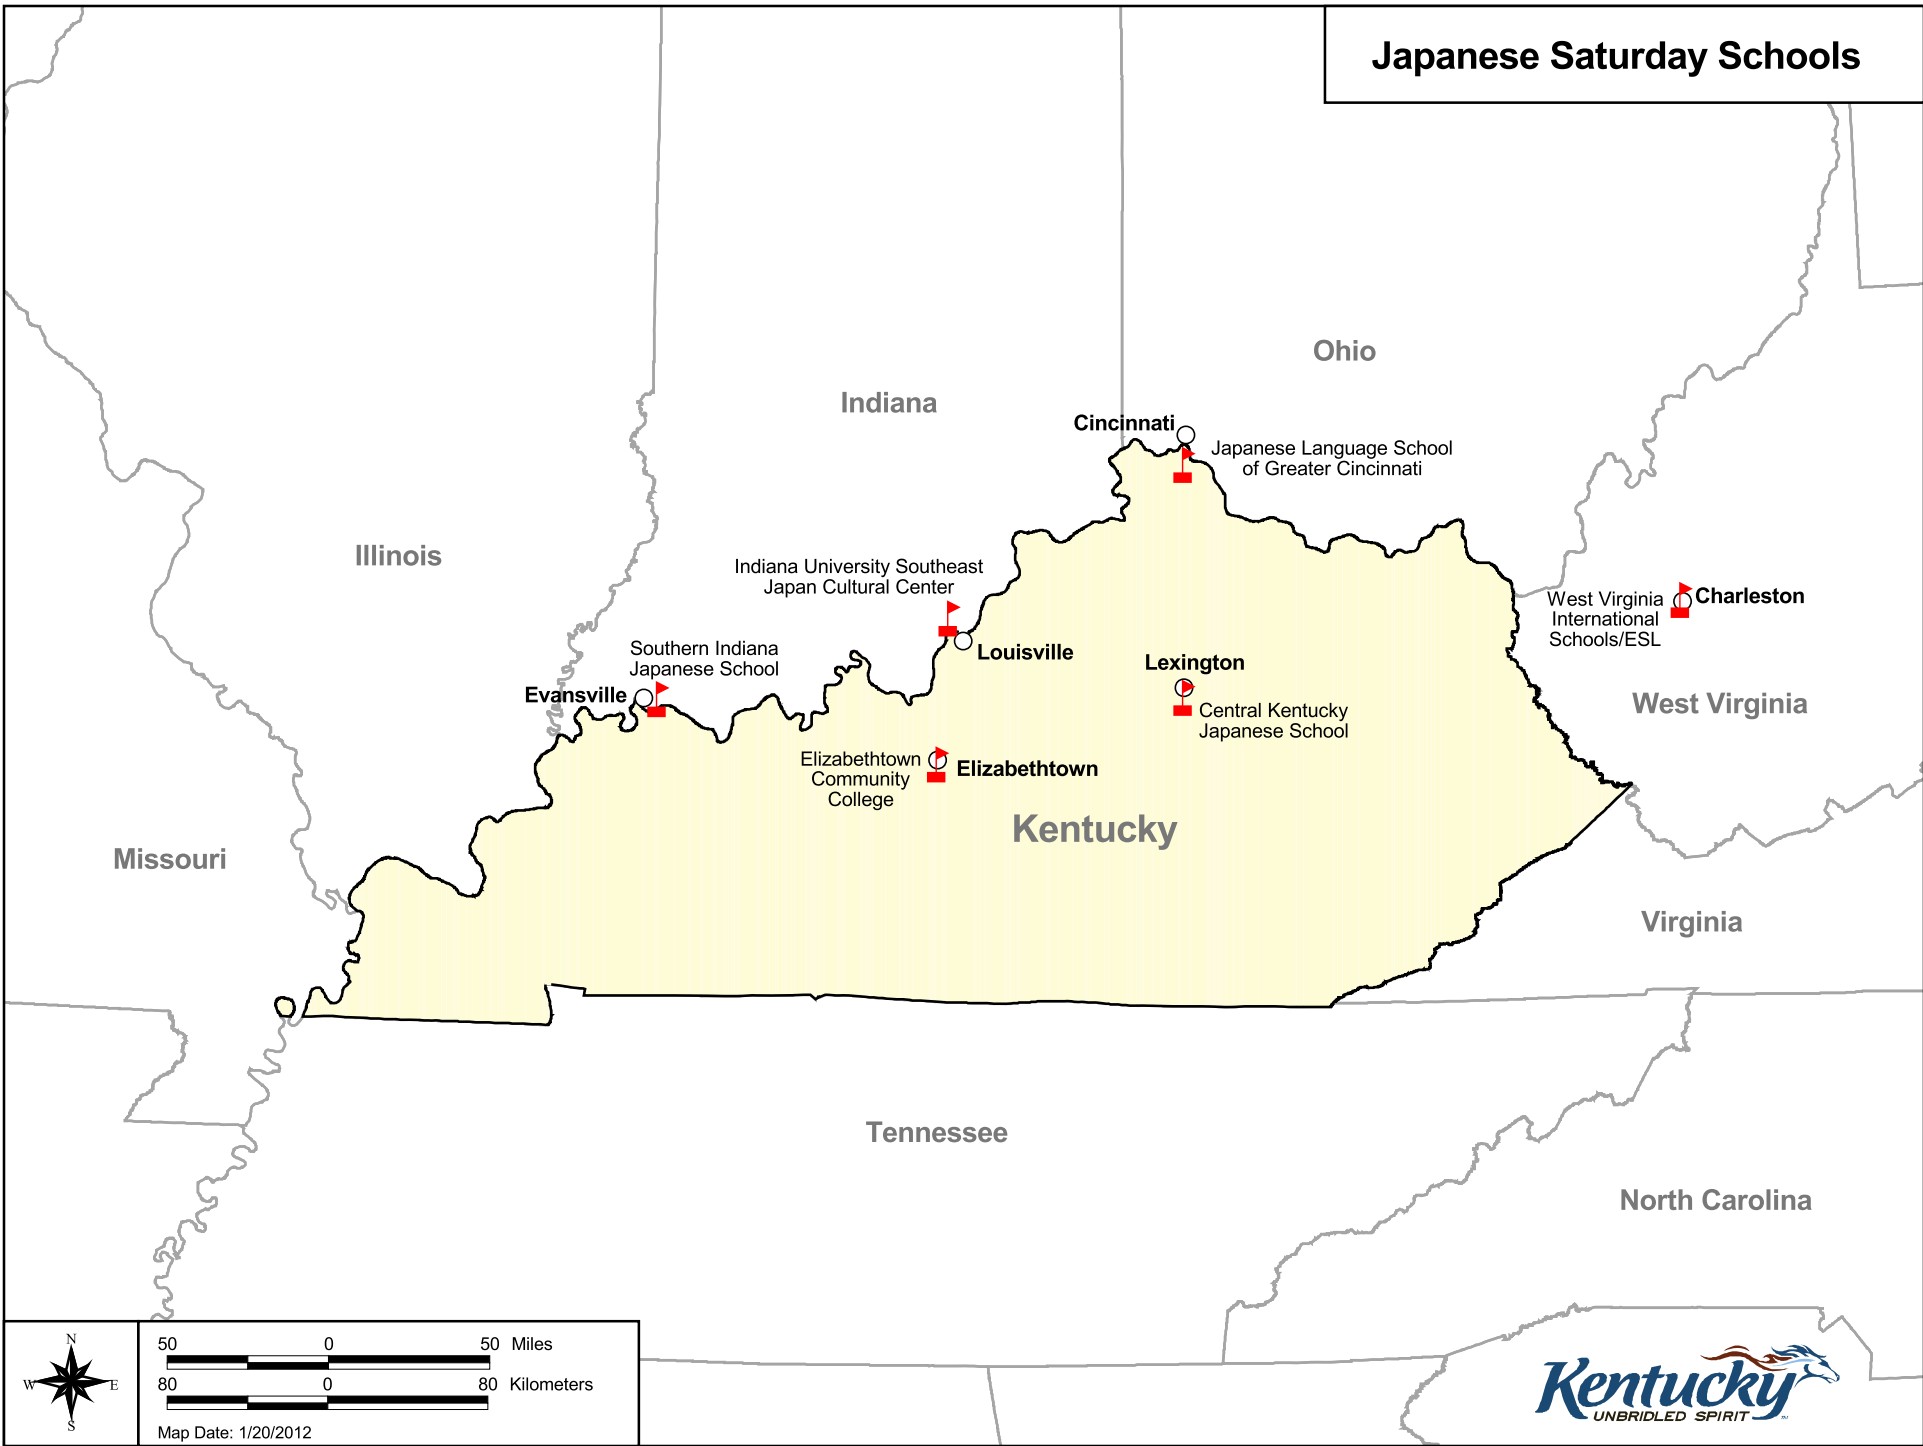 Japanese Saturday Schools
Ohio
Indiana
Cincinnati
Japanese Language School
of Greater Cincinnati
Illinois
Indiana University Southeast
Japan Cultural Center
Louisville
West Virginia
International
Schools/ESL
Charleston
Southern Indiana
Japanese School
Evansville
Lexington
Central Kentucky
Japanese School
West Virginia
Elizabethtown
Community
College
Elizabethtown
Kentucky
Missouri
Virginia
Tennessee
North Carolina
N
W E
S
50 0 50 Miles
80 0 80 Kilometers
Map Date: 1/20/2012
Kentucky
UNBRIDLED SPIRIT
TM